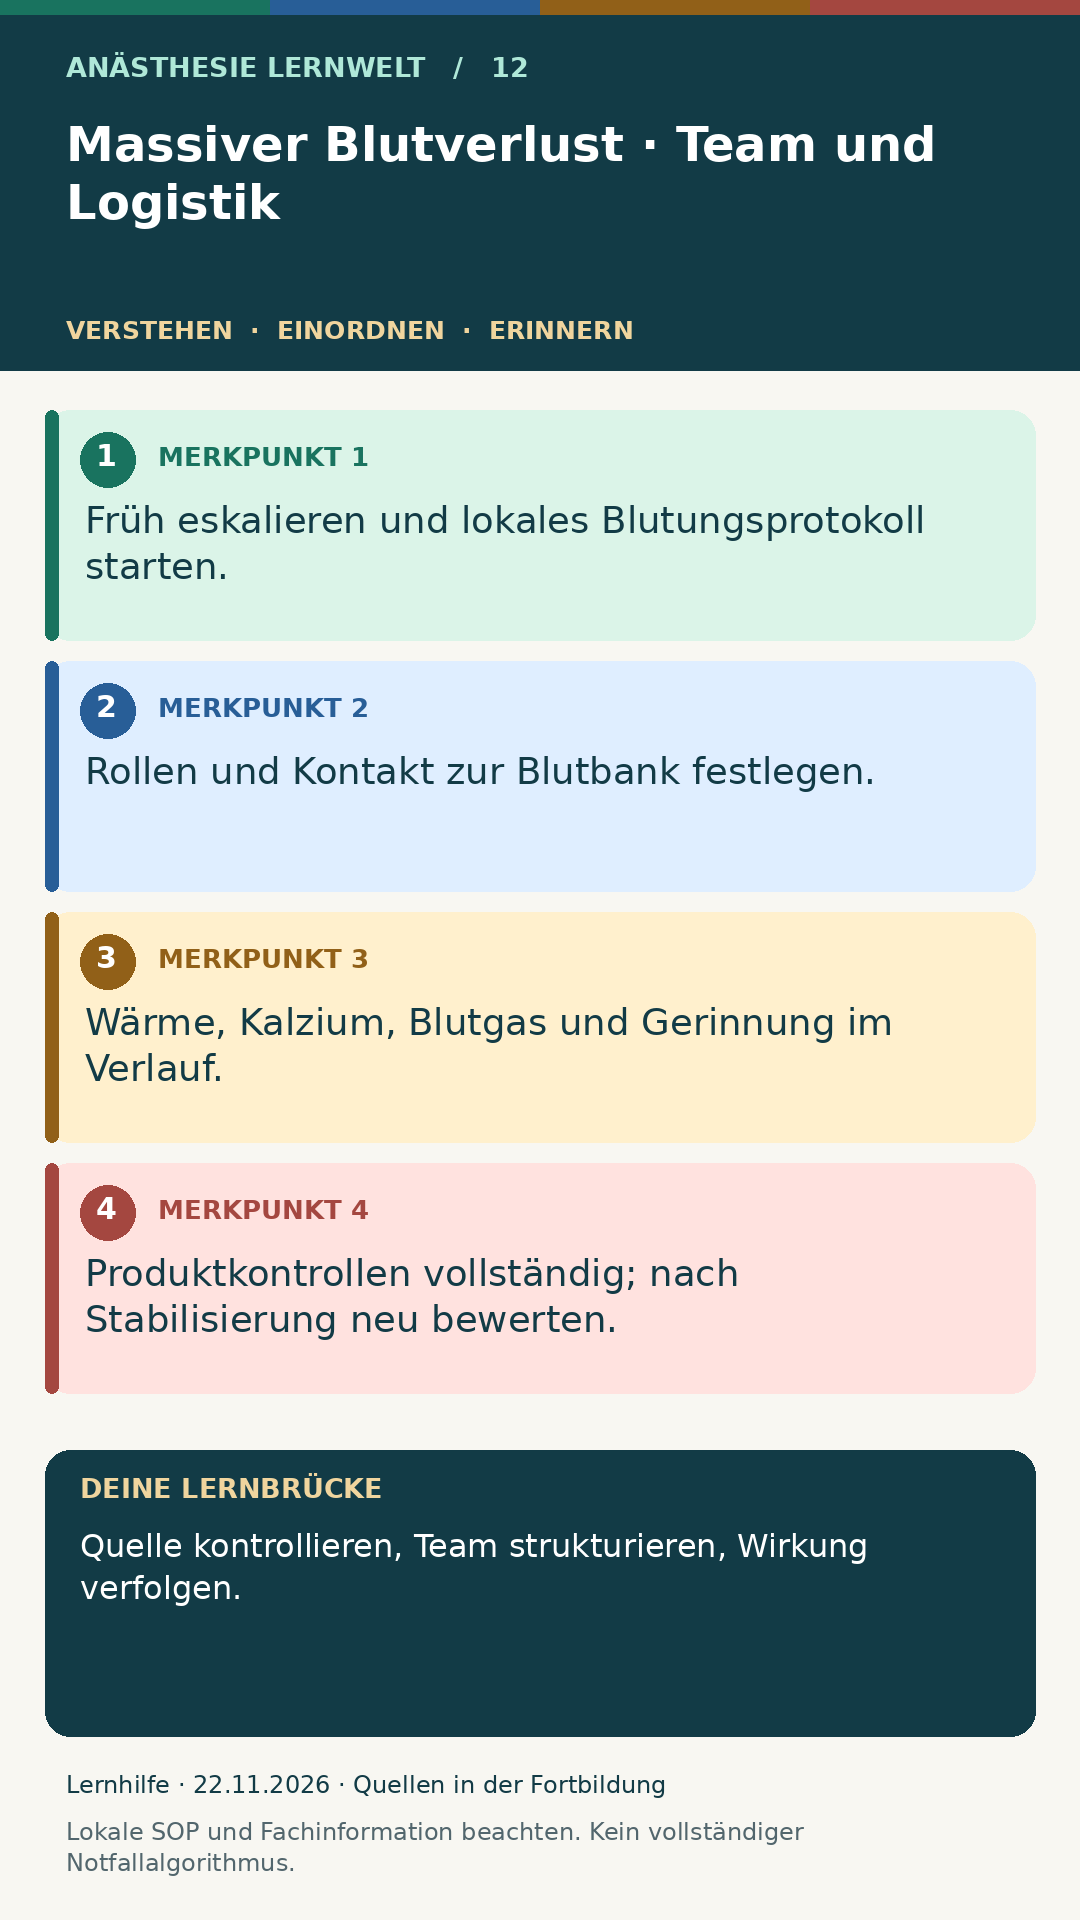 ANÄSTHESIE LERNWELT / 12
Massiver Blutverlust · Team und
Logistik
VERSTEHEN · EINORDNEN · ERINNERN
1 MERKPUNKT 1
Früh eskalieren und lokales Blutungsprotokoll
starten.
2 MERKPUNKT 2
Rollen und Kontakt zur Blutbank festlegen.
3 MERKPUNKT 3
Wärme, Kalzium, Blutgas und Gerinnung im
Verlauf.
4 MERKPUNKT 4
Produktkontrollen vollständig; nach
Stabilisierung neu bewerten.
DEINE LERNBRÜCKE
Quelle kontrollieren, Team strukturieren, Wirkung
verfolgen.
Lernhilfe · 22.11.2026 · Quellen in der Fortbildung
Lokale SOP und Fachinformation beachten. Kein vollständiger
Notfallalgorithmus.